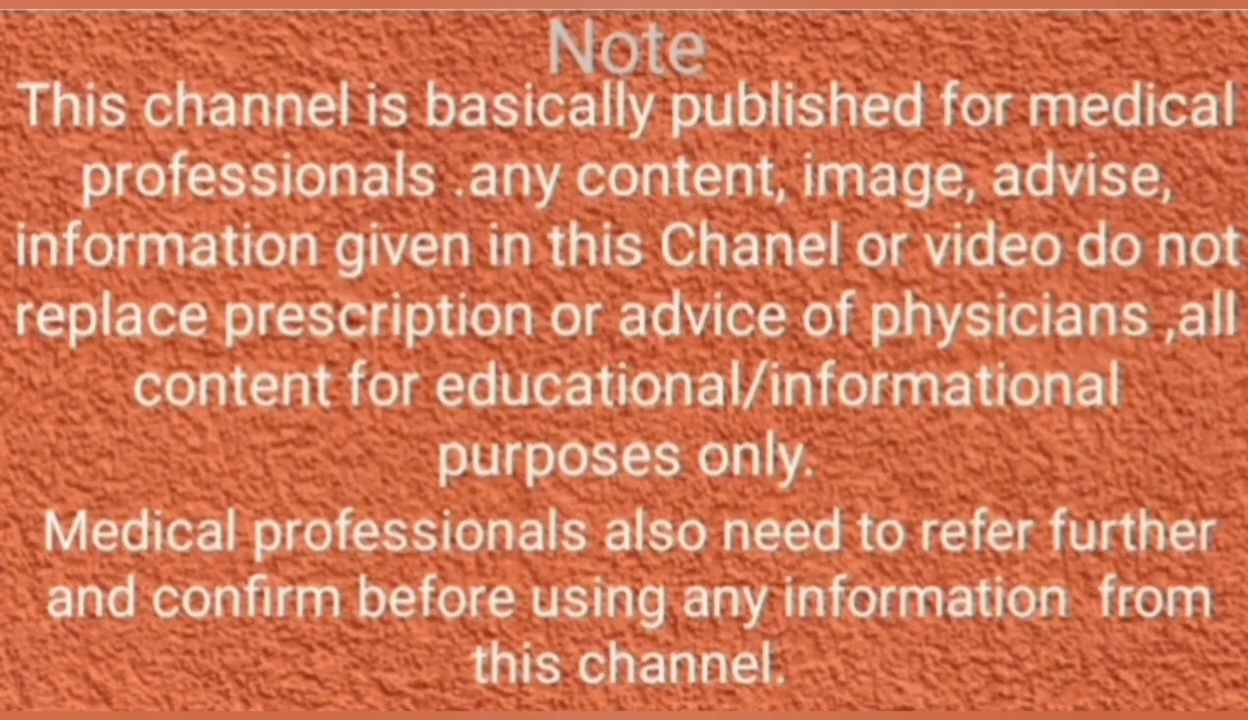 Note
This channel is basically published for medical
professionals .any content, image, advise,
information given in this Chanel or video do not
replace prescription or advice of physicians ,all
content for educational/informational
purposes only.
Medical professionals also need to refer further
and confirm before using any information  from
this channel.